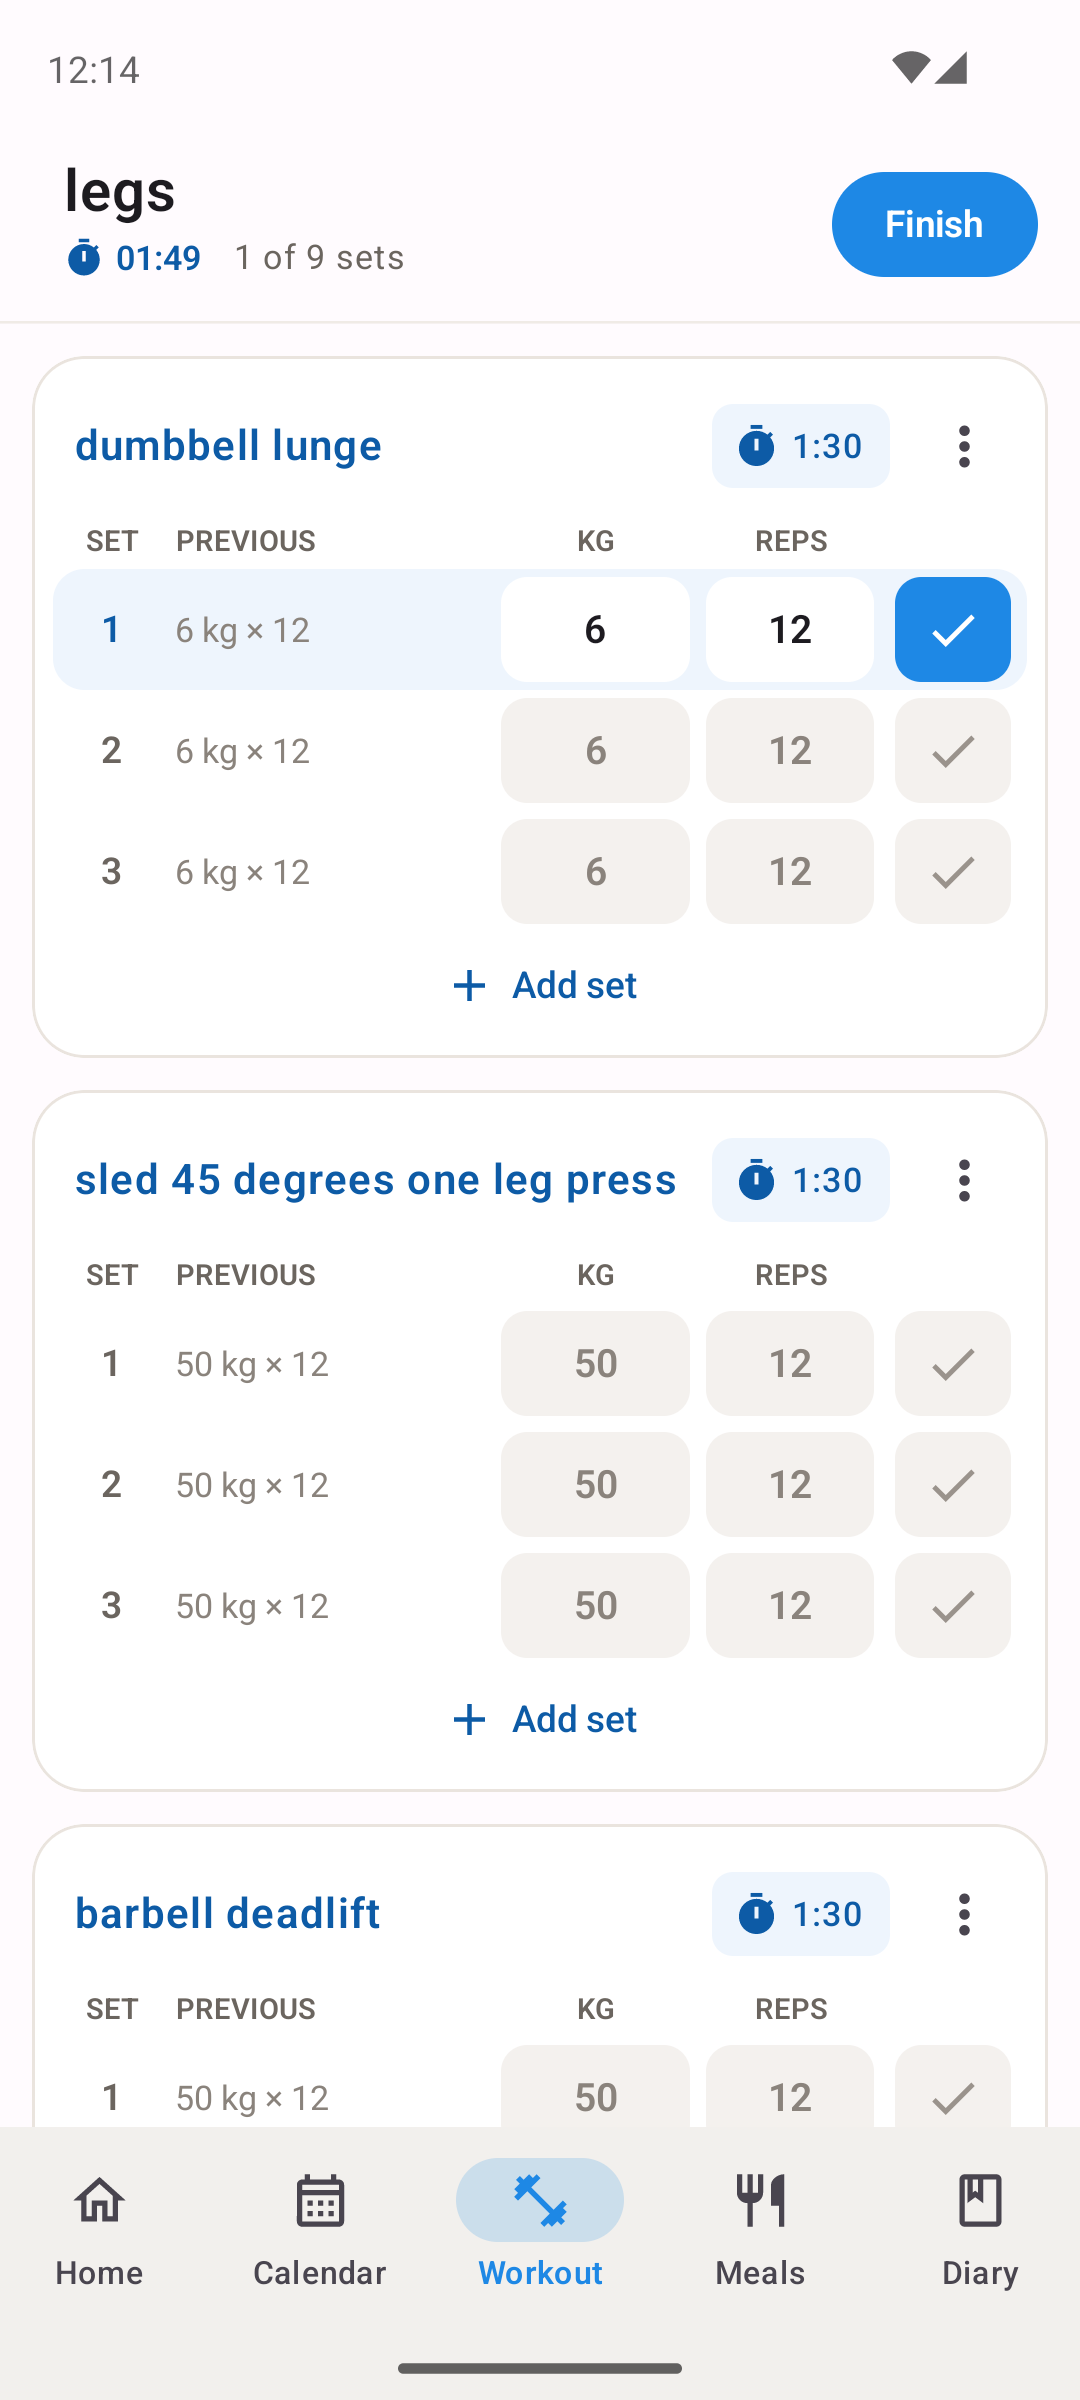 12:14
legs
Finish
01:49 1 of 9 sets
dumbbell lunge 1:30
SET PREVIOUS KG REPS
1 6 kg × 12 6 12
2 6 kg × 12 6 12
3 6 kg × 12 6 12
+ Add set
sled 45 degrees one leg press 1:30
SET PREVIOUS KG REPS
1 50 kg × 12 50 12
2 50 kg × 12 50 12
3 50 kg × 12 50 12
+ Add set
barbell deadlift 1:30
SET PREVIOUS KG REPS
1 50 kg × 12 50 12
Home Calendar Workout Meals Diary